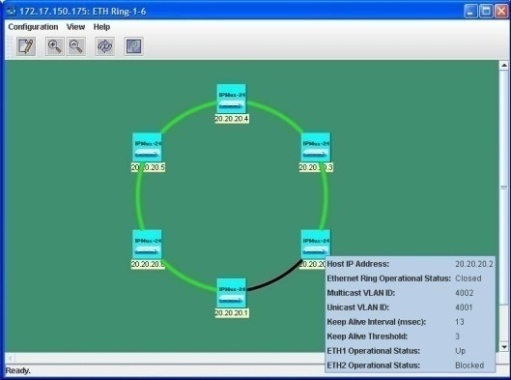 172.17.150.175: ETH Ring-1-6
Configuration View Help
IPMux-24
20.20.20.4
IPMux-24
20.20.20.5
IPMux-24
20.20.20.3
IPMux-24
IPMux-24
20.20.20.2
IPMux-24
20.20.20.1
Host IP Address: 20.20.20.2
Ethernet Ring Operational Status: Closed
Multicast VLAN ID: 4002
Unicast VLAN ID: 4001
Keep Alive Interval (msec): 13
Keep Alive Threshold: 3
ETH1 Operational Status: Up
ETH2 Operational Status: Blocked
Ready.